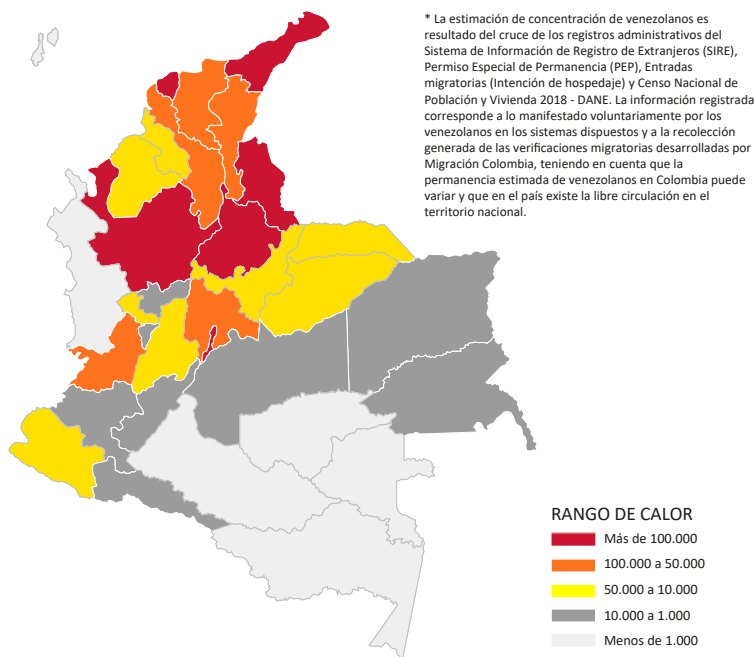 * La estimación de concentración de venezolanos es
resultado del cruce de los registros administrativos del
Sistema de Información de Registro de Extranjeros (SIRE),
Permiso Especial de Permanencia (PEP), Entradas
migratorias (Intención de hospedaje) y Censo Nacional de
Población y Vivienda 2018 - DANE. La información registrada
corresponde a lo manifestado voluntariamente por los
venezolanos en los sistemas dispuestos y a la recolección
generada de las verificaciones migratorias desarrolladas por
Migración Colombia, teniendo en cuenta que la
permanencia estimada de venezolanos en Colombia puede
variar y que en el país existe la libre circulación en el
territorio nacional.
RANGO DE CALOR
Más de 100.000
100.000 a 50.000
50.000 a 10.000
10.000 a 1.000
Menos de 1.000